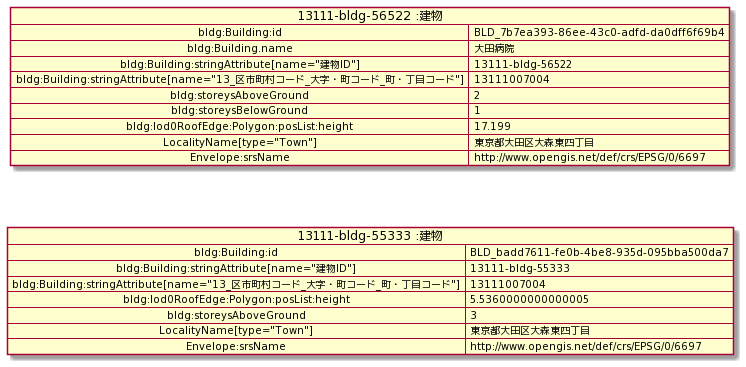 13111-bldg-56522 :建物
bldg:Building:id BLD_7b7ea393-86ee-43c0-adfd-da0dff6f69b4
bldg:Building.name 大田病院
bldg:Building:stringAttribute[name="建物ID"] 13111-bldg-56522
bldg:Building:stringAttribute[name="13_区市町村コード_大字・町コード_町・丁目コード"] 13111007004
bldg:storeysAboveGround 2
bldg:storeysBelowGround 1
bldg:lod0RoofEdge:Polygon:posList:height 17.199
LocalityName[type="Town"] 東京都大田区大森東四丁目
Envelope:srsName http://www.opengis.net/def/crs/EPSG/0/6697
13111-bldg-55333 :建物
bldg:Building:id BLD_badd7611-fe0b-4be8-935d-095bba500da7
bldg:Building:stringAttribute[name="建物ID"] 13111-bldg-55333
bldg:Building:stringAttribute[name="13_区市町村コード_大字・町コード_町・丁目コード"] 13111007004
bldg:lod0RoofEdge:Polygon:posList:height 5.5360000000000005
bldg:storeysAboveGround 3
LocalityName[type="Town"] 東京都大田区大森東四丁目
Envelope:srsName http://www.opengis.net/def/crs/EPSG/0/6697